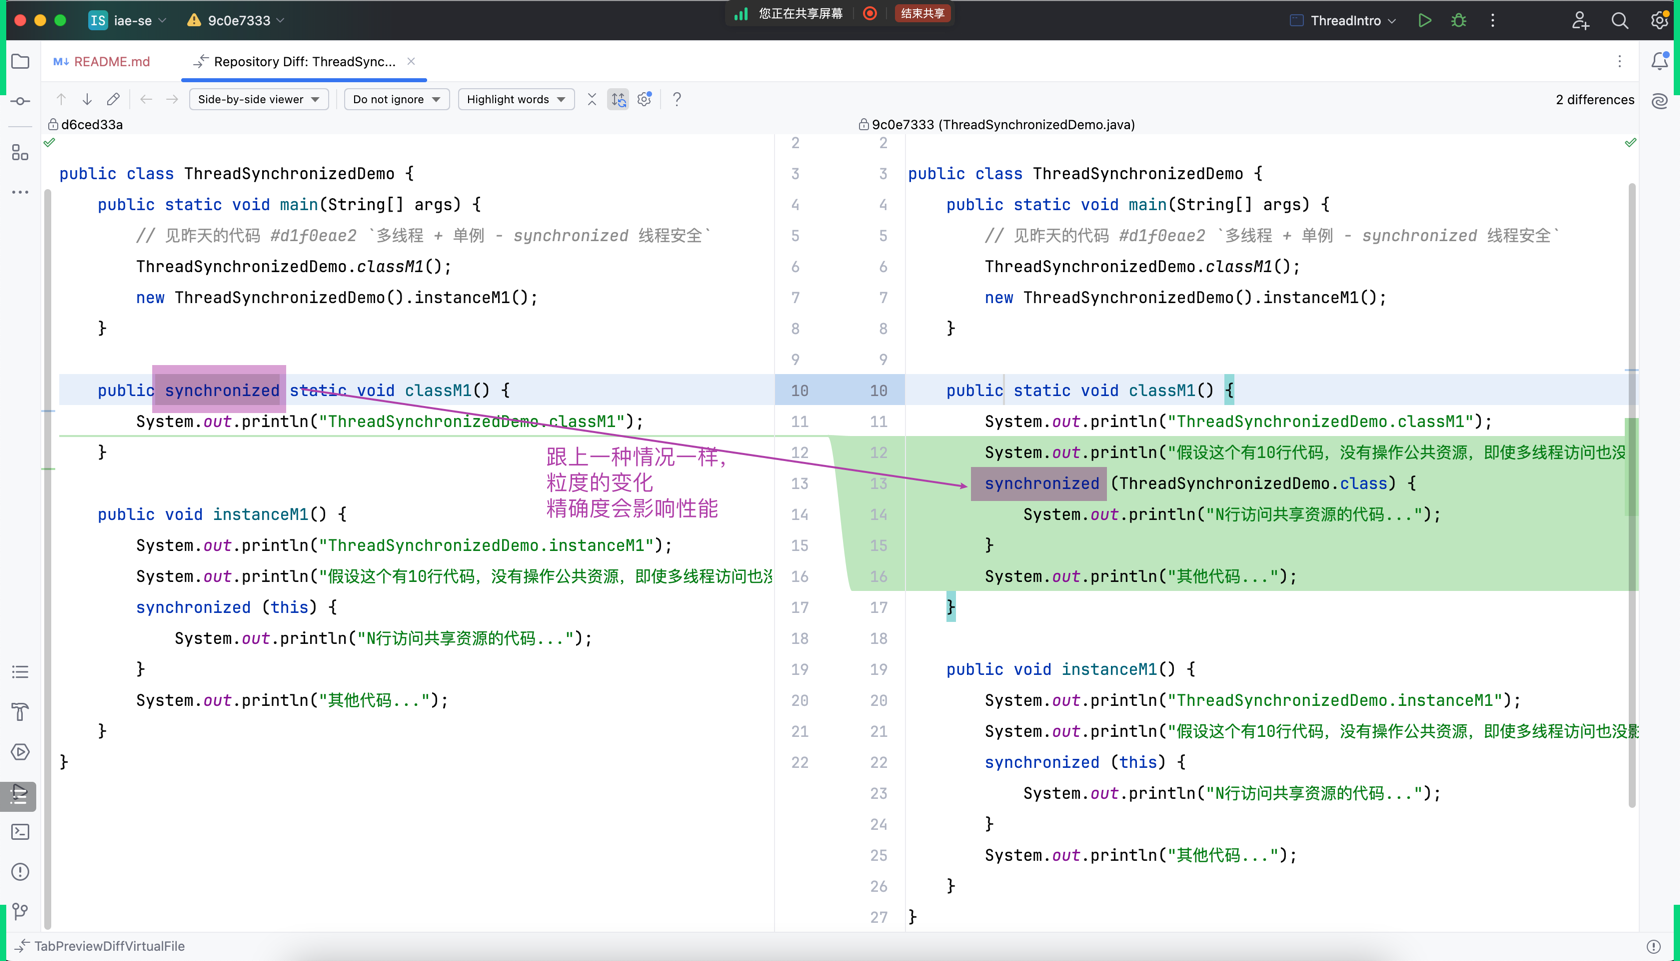 IS iae-se 9c0e7333 您正在共享屏幕 结束共享 ThreadIntro
M↓ README.md Repository Diff: ThreadSync...
Side-by-side viewer Do not ignore Highlight words ? 2 differences
d6ced33a
2
3 public class ThreadSynchronizedDemo {
4 public static void main(String[] args) {
5 // 见昨天的代码 #d1f0eae2 `多线程 + 单例 - synchronized 线程安全`
6 ThreadSynchronizedDemo.classM1();
7 new ThreadSynchronizedDemo().instanceM1();
8 }
9
10 public synchronized static void classM1() {
11 System.out.println("ThreadSynchronizedDemo.classM1");
12 }
13
14 public void instanceM1() {
15 System.out.println("ThreadSynchronizedDemo.instanceM1");
16 System.out.println("假设这个有10行代码，没有操作公共资源，即使多线程访问也没
17 synchronized (this) {
18 System.out.println("N行访问共享资源的代码...");
19 }
20 System.out.println("其他代码...");
21 }
22 }
跟上一种情况一样，
粒度的变化
精确度会影响性能
9c0e7333 (ThreadSynchronizedDemo.java)
2
3 public class ThreadSynchronizedDemo {
4 public static void main(String[] args) {
5 // 见昨天的代码 #d1f0eae2 `多线程 + 单例 - synchronized 线程安全`
6 ThreadSynchronizedDemo.classM1();
7 new ThreadSynchronizedDemo().instanceM1();
8 }
9
10 public static void classM1() {
11 System.out.println("ThreadSynchronizedDemo.classM1");
12 System.out.println("假设这个有10行代码，没有操作公共资源，即使多线程访问也没
13 synchronized (ThreadSynchronizedDemo.class) {
14 System.out.println("N行访问共享资源的代码...");
15 }
16 System.out.println("其他代码...");
17 }
18
19 public void instanceM1() {
20 System.out.println("ThreadSynchronizedDemo.instanceM1");
21 System.out.println("假设这个有10行代码，没有操作公共资源，即使多线程访问也没影
22 synchronized (this) {
23 System.out.println("N行访问共享资源的代码...");
24 }
25 System.out.println("其他代码...");
26 }
27 }
TabPreviewDiffVirtualFile